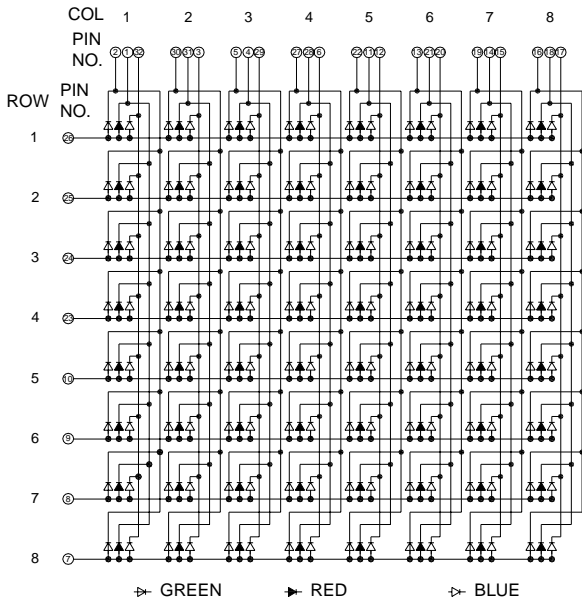 COL 1 2 3 4 5 6 7 8
PIN NO.
2 1 32 30 31 3 5 4 29 27 28 6 22 11 12 13 21 20 19 14 15 16 18 17
ROW PIN NO.
1 26
2 25
3 24
4 23
5 10
6 9
7 8
8 7
GREEN RED BLUE